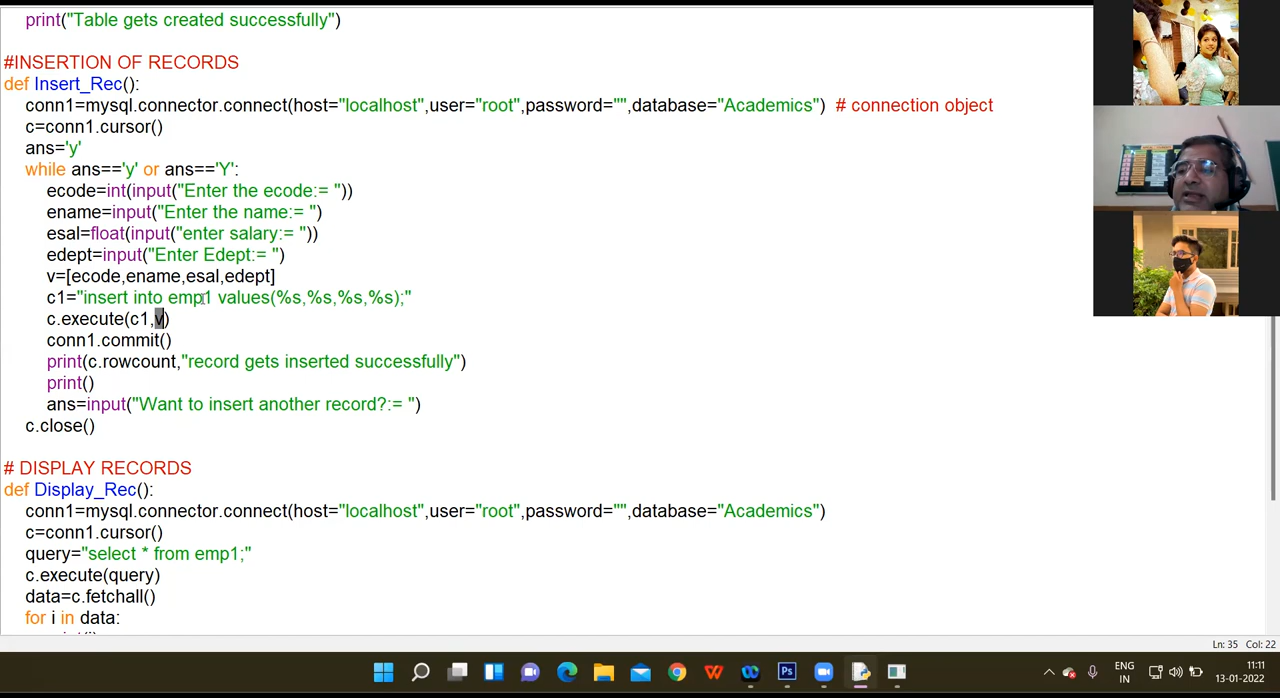 print("Table gets created successfully")
#INSERTION OF RECORDS
def Insert_Rec():
conn1=mysql.connector.connect(host="localhost",user="root",password="",database="Academics") # connection object
c=conn1.cursor()
ans='y'
while ans=='y' or ans=='Y':
ecode=int(input("Enter the ecode:= "))
ename=input("Enter the name:= ")
esal=float(input("enter salary:= "))
edept=input("Enter Edept:= ")
v=[ecode,ename,esal,edept]
c1="insert into emp1 values(%s,%s,%s,%s);"
c.execute(c1,v)
conn1.commit()
print(c.rowcount,"record gets inserted successfully")
print()
ans=input("Want to insert another record?:= ")
c.close()
# DISPLAY RECORDS
def Display_Rec():
conn1=mysql.connector.connect(host="localhost",user="root",password="",database="Academics")
c=conn1.cursor()
query="select * from emp1;"
c.execute(query)
data=c.fetchall()
for i in data:
Ln: 35 Col: 22
Ps
ENG
IN
11:11
13-01-2022